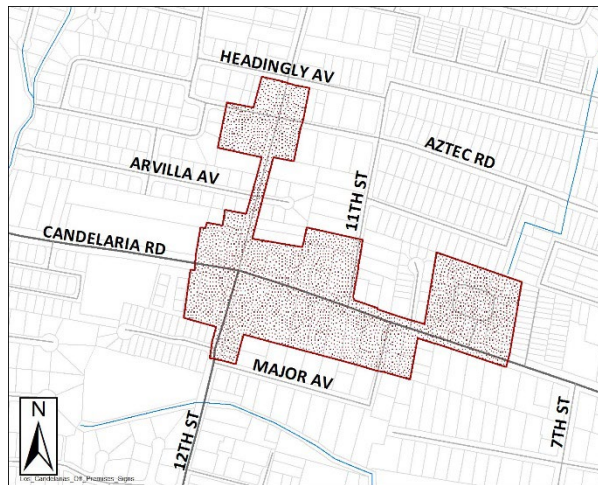 HEADINGLY AV
AZTEC RD
ARVILLA AV
11TH ST
CANDELARIA RD
MAJOR AV
N
12TH ST
7TH ST
Los_Candelarias_Off_Premises_Signs